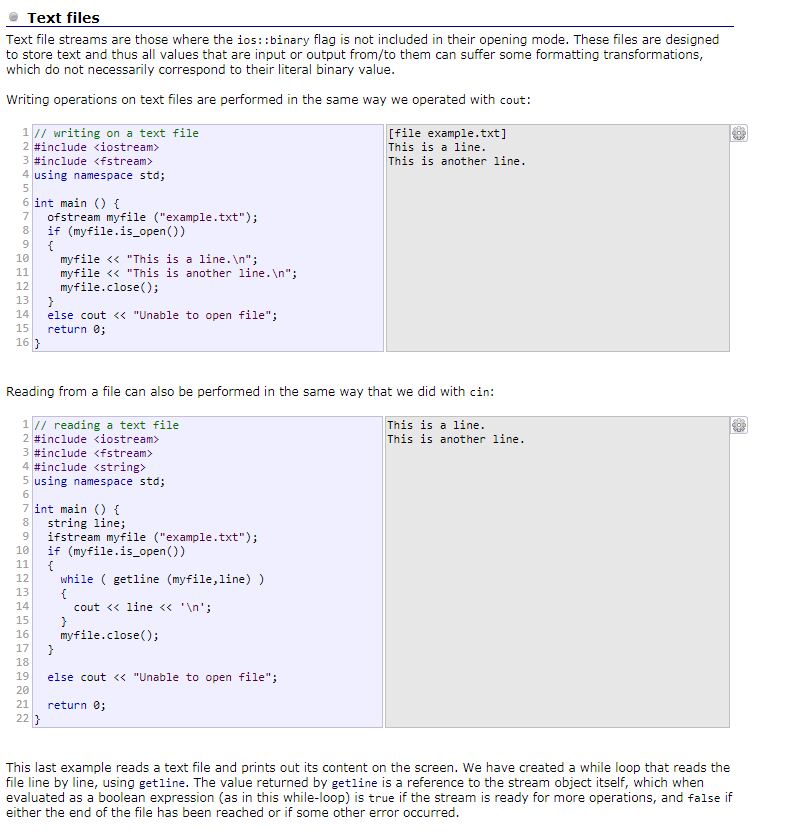 Text files
Text file streams are those where the ios::binary flag is not included in their opening mode. These files are designed
to store text and thus all values that are input or output from/to them can suffer some formatting transformations,
which do not necessarily correspond to their literal binary value.
Writing operations on text files are performed in the same way we operated with cout:
1 // writing on a text file
2 #include <iostream>
3 #include <fstream>
4 using namespace std;
5
6 int main () {
7   ofstream myfile ("example.txt");
8   if (myfile.is_open())
9   {
10     myfile << "This is a line.\n";
11     myfile << "This is another line.\n";
12     myfile.close();
13   }
14   else cout << "Unable to open file";
15   return 0;
16 }
[file example.txt]
This is a line.
This is another line.
Reading from a file can also be performed in the same way that we did with cin:
1 // reading a text file
2 #include <iostream>
3 #include <fstream>
4 #include <string>
5 using namespace std;
6
7 int main () {
8   string line;
9   ifstream myfile ("example.txt");
10   if (myfile.is_open())
11   {
12     while ( getline (myfile,line) )
13     {
14       cout << line << '\n';
15     }
16     myfile.close();
17   }
18
19   else cout << "Unable to open file";
20
21   return 0;
22 }
This is a line.
This is another line.
This last example reads a text file and prints out its content on the screen. We have created a while loop that reads the
file line by line, using getline. The value returned by getline is a reference to the stream object itself, which when
evaluated as a boolean expression (as in this while-loop) is true if the stream is ready for more operations, and false if
either the end of the file has been reached or if some other error occurred.